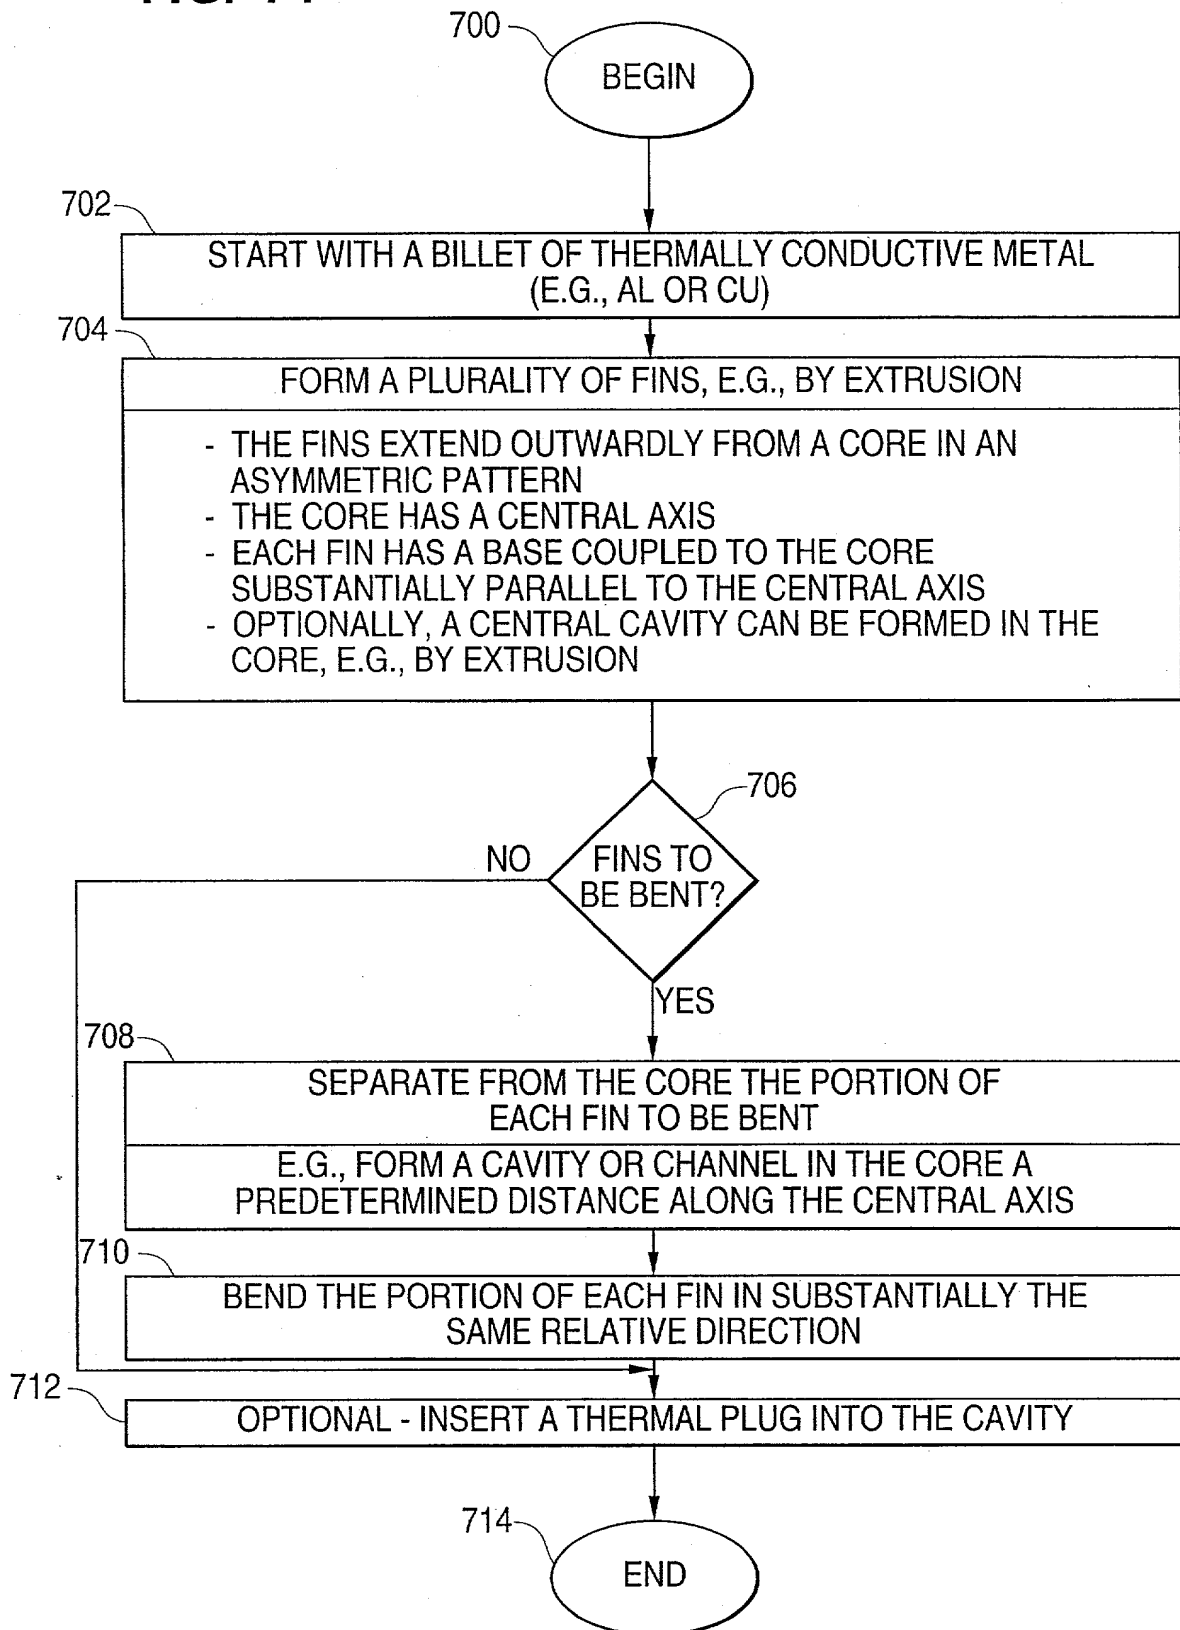 700
BEGIN
702
START WITH A BILLET OF THERMALLY CONDUCTIVE METAL
(E.G., AL OR CU)
704
FORM A PLURALITY OF FINS, E.G., BY EXTRUSION
- THE FINS EXTEND OUTWARDLY FROM A CORE IN AN
ASYMMETRIC PATTERN
- THE CORE HAS A CENTRAL AXIS
- EACH FIN HAS A BASE COUPLED TO THE CORE
SUBSTANTIALLY PARALLEL TO THE CENTRAL AXIS
- OPTIONALLY, A CENTRAL CAVITY CAN BE FORMED IN THE
CORE, E.G., BY EXTRUSION
706
NO
FINS TO
BE BENT?
YES
708
SEPARATE FROM THE CORE THE PORTION OF
EACH FIN TO BE BENT
E.G., FORM A CAVITY OR CHANNEL IN THE CORE A
PREDETERMINED DISTANCE ALONG THE CENTRAL AXIS
710
BEND THE PORTION OF EACH FIN IN SUBSTANTIALLY THE
SAME RELATIVE DIRECTION
712
OPTIONAL - INSERT A THERMAL PLUG INTO THE CAVITY
714
END